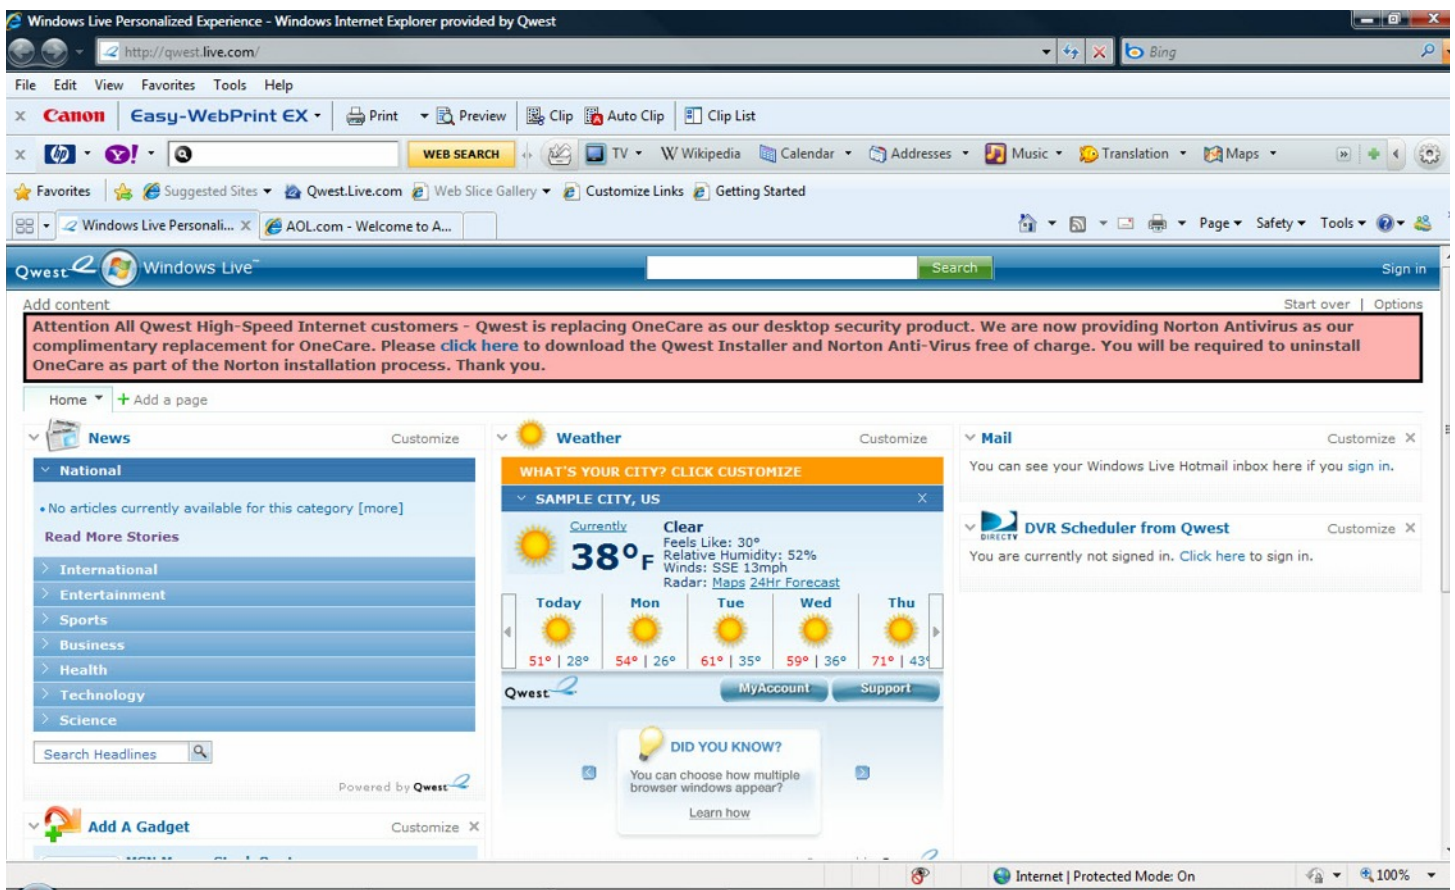 Windows Live Personalized Experience - Windows Internet Explorer provided by Qwest
http://qwest.live.com/
Bing
File Edit View Favorites Tools Help
x Canon Easy-WebPrint EX Print Preview Clip Auto Clip Clip List
x hp Y! WEB SEARCH TV W Wikipedia Calendar Addresses Music Translation Maps
Favorites Suggested Sites Qwest.Live.com Web Slice Gallery Customize Links Getting Started
Windows Live Personali... X AOL.com - Welcome to A... Page Safety Tools
Qwest Windows Live™ Search Sign in
Add content Start over | Options
Attention All Qwest High-Speed Internet customers - Qwest is replacing OneCare as our desktop security product. We are now providing Norton Antivirus as our
complimentary replacement for OneCare. Please click here to download the Qwest Installer and Norton Anti-Virus free of charge. You will be required to uninstall
OneCare as part of the Norton installation process. Thank you.
Home + Add a page
News Customize
National
• No articles currently available for this category [more]
Read More Stories
> International
> Entertainment
> Sports
> Business
> Health
> Technology
> Science
Search Headlines
Powered by Qwest
Add A Gadget Customize X
Weather Customize
WHAT'S YOUR CITY? CLICK CUSTOMIZE
SAMPLE CITY, US X
Currently
38°F
Clear
Feels Like: 30°
Relative Humidity: 52%
Winds: SSE 13mph
Radar: Maps 24Hr Forecast
Today Mon Tue Wed Thu
51° | 28° 54° | 26° 61° | 35° 59° | 36° 71° | 43°
Qwest MyAccount Support
DID YOU KNOW?
You can choose how multiple
browser windows appear?
Learn how
Mail Customize X
You can see your Windows Live Hotmail inbox here if you sign in.
DIRECTV DVR Scheduler from Qwest Customize X
You are currently not signed in. Click here to sign in.
Internet | Protected Mode: On 100%